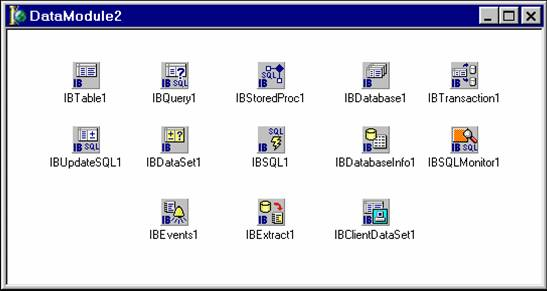 DataModule2
IBTable1 IBQuery1 IBStoredProc1 IBDatabase1 IBTransaction1
IBUpdateSQL1 IBDataSet1 IBSQL1 IBDatabaseInfo1 IBSQLMonitor1
IBEvents1 IBExtract1 IBClientDataSet1